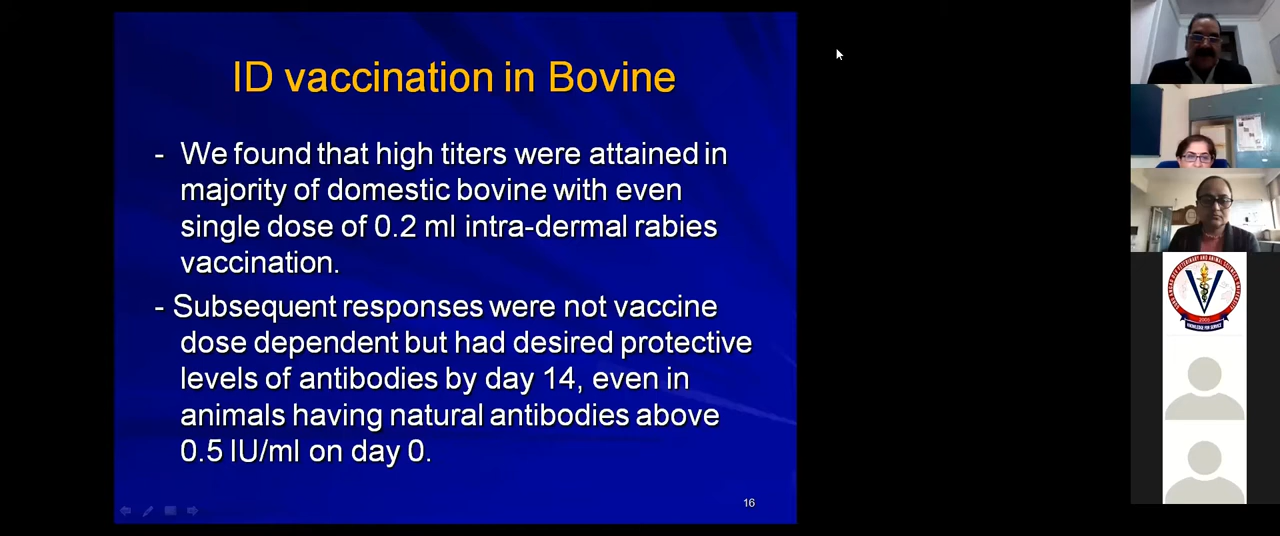 ID vaccination in Bovine
- We found that high titers were attained in
majority of domestic bovine with even
single dose of 0.2 ml intra-dermal rabies
vaccination.
- Subsequent responses were not vaccine
dose dependent but had desired protective
levels of antibodies by day 14, even in
animals having natural antibodies above
0.5 IU/ml on day 0.
16